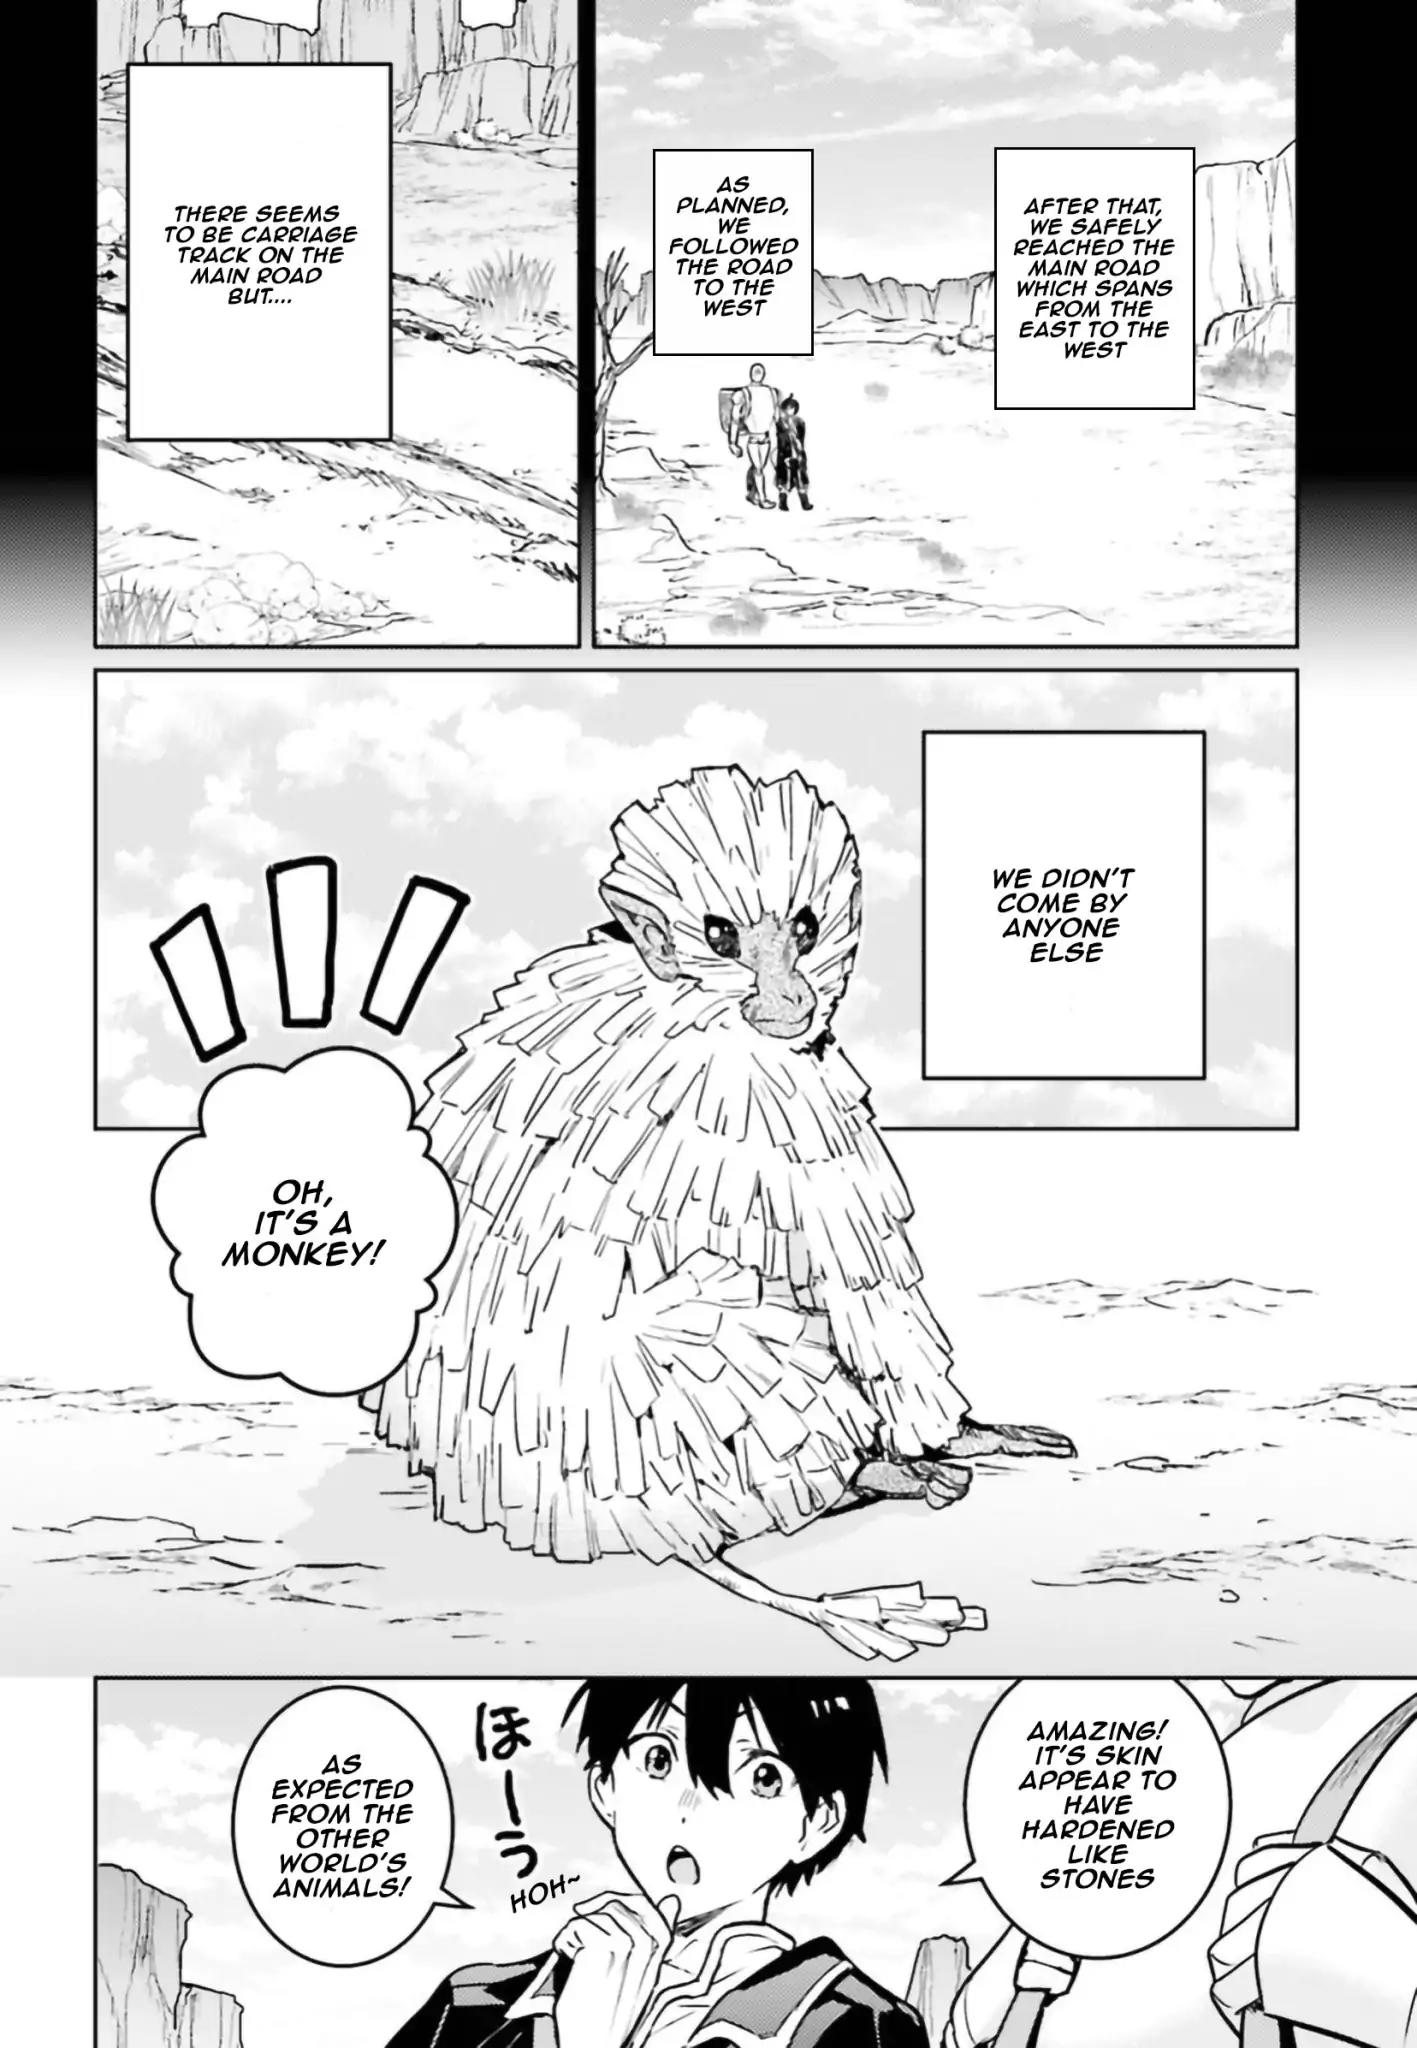 AFTER THAT,
WE SAFELY
REACHED THE
MAIN ROAD
WHICH SPANS
FROM THE
EAST TO THE
WEST
AS
PLANNED,
WE
FOLLOWED
THE ROAD
TO THE
WEST
THERE SEEMS
TO BE CARRIAGE
TRACK ON THE
MAIN ROAD
BUT....
WE DIDN'T
COME BY
ANYONE
ELSE
OH,
IT'S A
MONKEY!
AMAZING!
IT'S SKIN
APPEAR TO
HAVE
HARDENED
LIKE
STONES
ほーう
HOH~
AS
EXPECTED
FROM THE
OTHER
WORLD'S
ANIMALS!